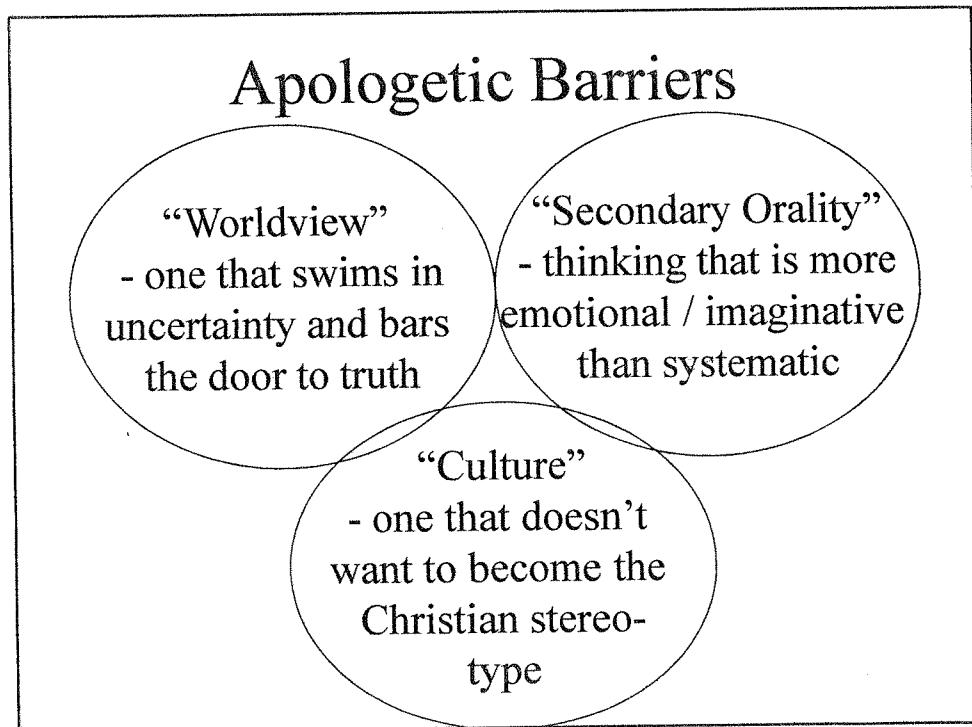 Apologetic Barriers
“Worldview”
- one that swims in
uncertainty and bars
the door to truth
“Secondary Orality”
- thinking that is more
emotional / imaginative
than systematic
“Culture”
- one that doesn’t
want to become the
Christian stereo-
type